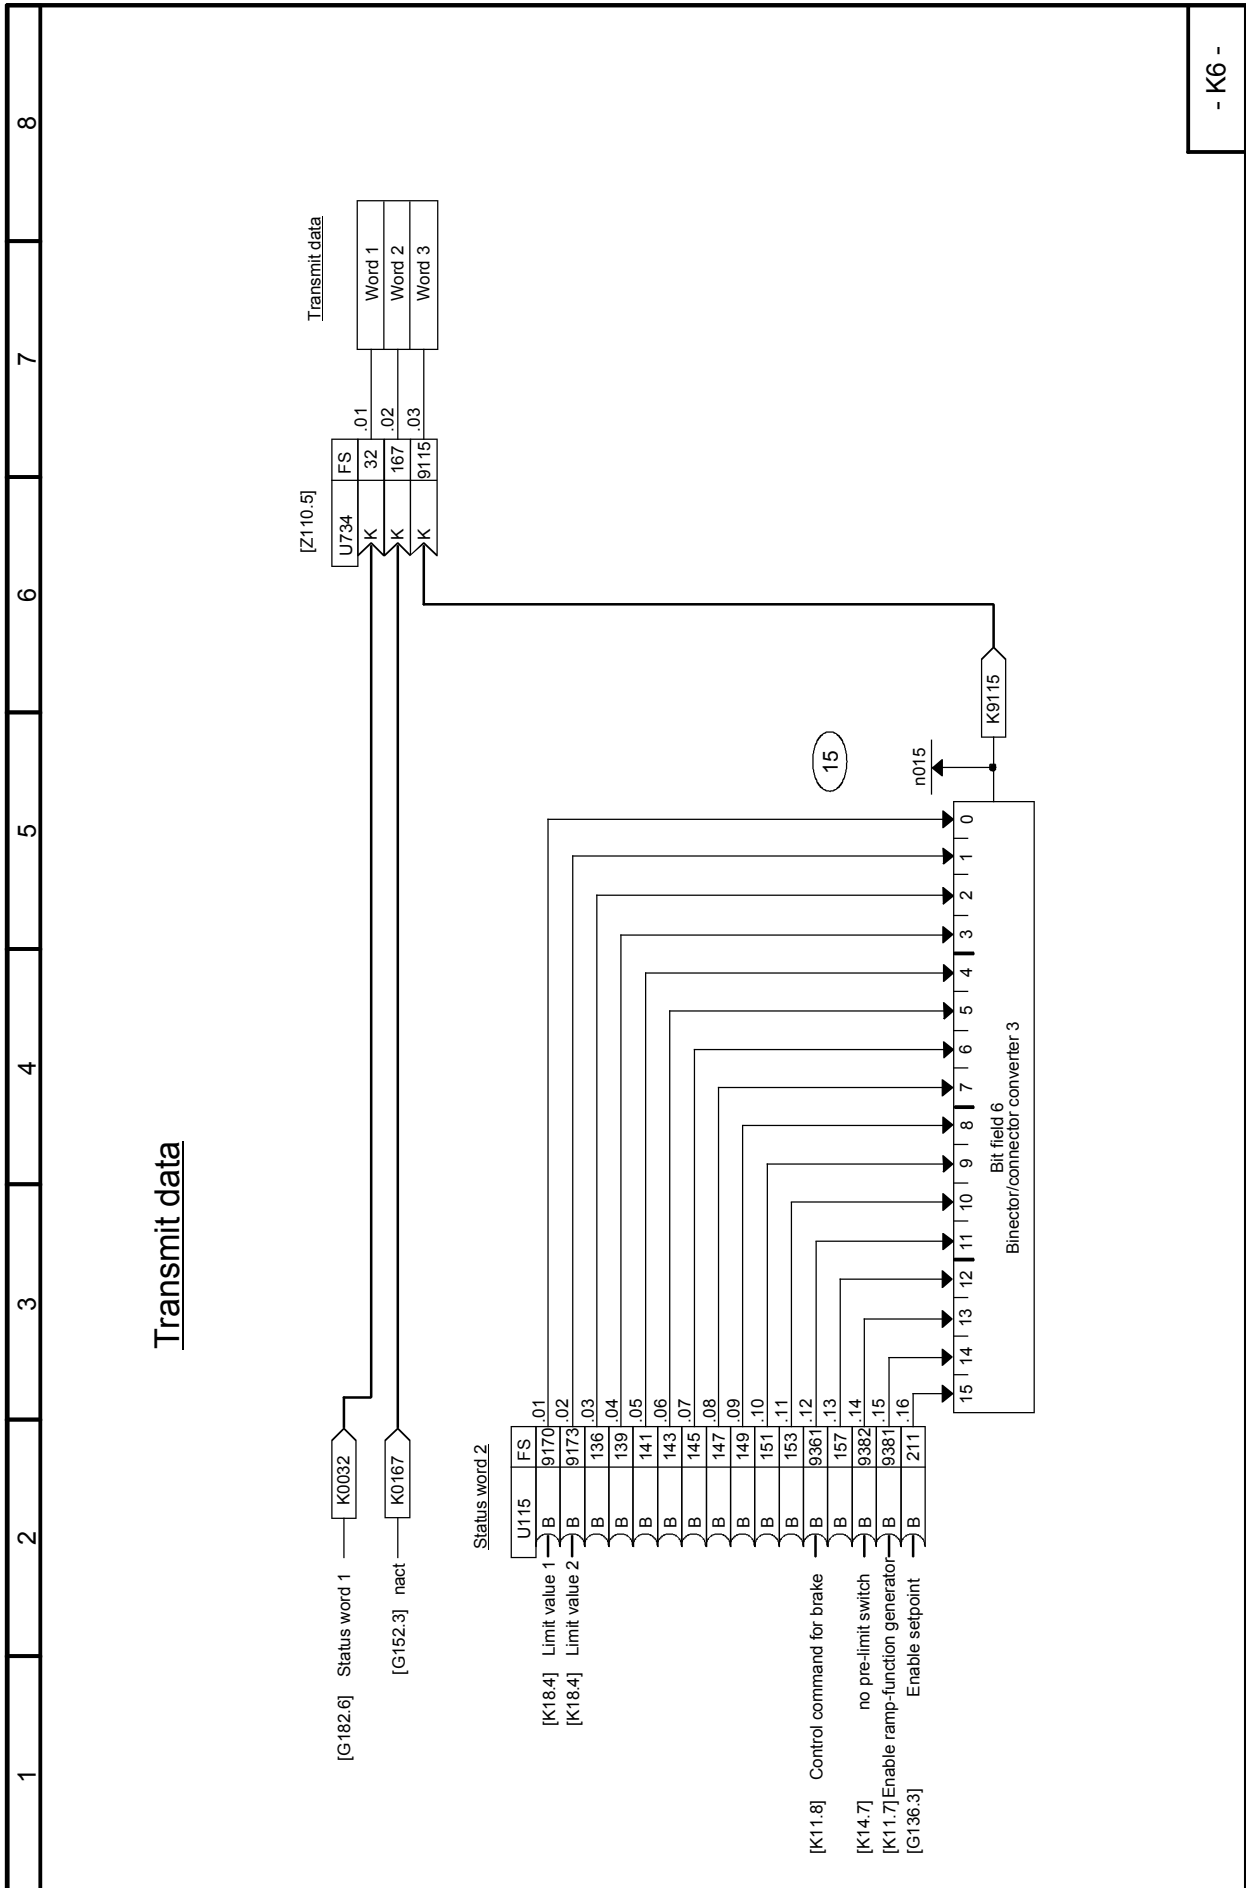 1 2 3 4 5 6 7 8
Transmit data
[G182.6] Status word 1 K0032
[G152.3] nact K0167
[Z110.5]
U734 FS
K 32 .01
K 167 .02
K 9115 .03
Transmit data
Word 1
Word 2
Word 3
Status word 2
U115 FS
[K18.4] Limit value 1 B 9170 .01
[K18.4] Limit value 2 B 9173 .02
B 136 .03
B 139 .04
B 141 .05
B 143 .06
B 145 .07
B 147 .08
B 149 .09
B 151 .10
B 153 .11
[K11.8] Control command for brake B 9361 .12
B 157 .13
[K14.7] no pre-limit switch B 9382 .14
[K11.7] Enable ramp-function generator B 9381 .15
[G136.3] Enable setpoint B 211 .16
15
n015
15 14 13 12 11 10 9 8 7 6 5 4 3 2 1 0
K9115
Bit field 6
Binector/connector converter 3
- K6 -